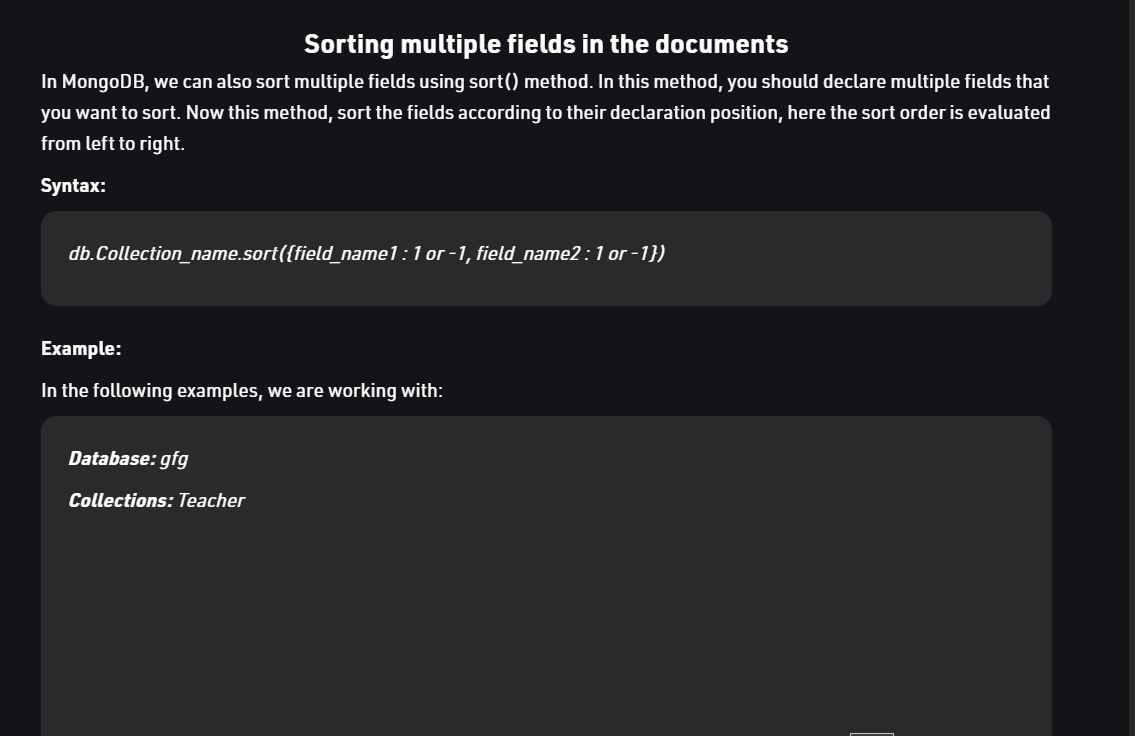 Sorting multiple fields in the documents
In MongoDB, we can also sort multiple fields using sort() method. In this method, you should declare multiple fields that
you want to sort. Now this method, sort the fields according to their declaration position, here the sort order is evaluated
from left to right.
Syntax:
db.Collection_name.sort({field_name1 : 1 or -1, field_name2 : 1 or -1})
Example:
In the following examples, we are working with:
Database: gfg
Collections: Teacher